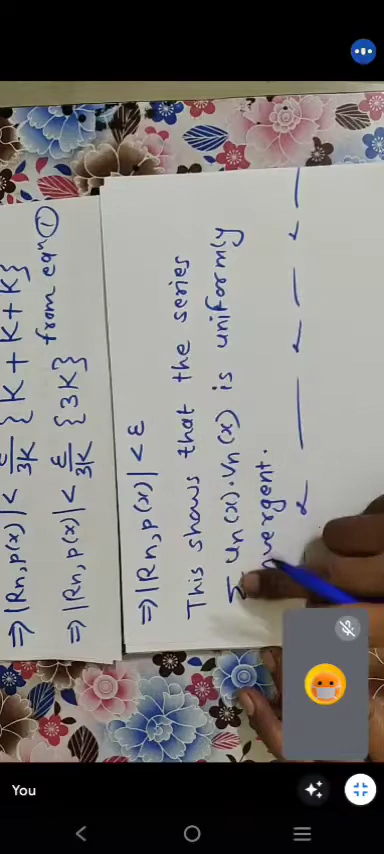 ⇒ |Rn,p(x)| < ε/3K { K + K + K }
⇒ |Rn,p(x)| < ε/3K { 3K } from eqn ①
⇒ |Rn,p(x)| < ε
This shows that the series
Σ Un(x)·Vn(x) is uniformly
You